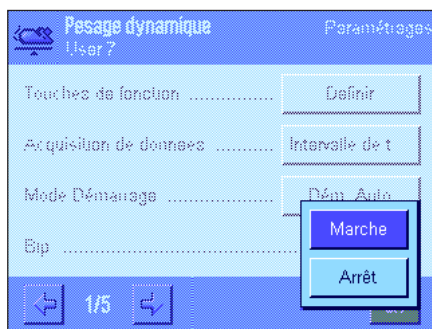 Pesage dynamique Paramétrages
User 7
Touches de fonction ................ Définir
Acquisition de données ............. Intervalle de t
Mode Démarrage .................... Dém. Auto
Bip
Marche
Arrêt
1/5